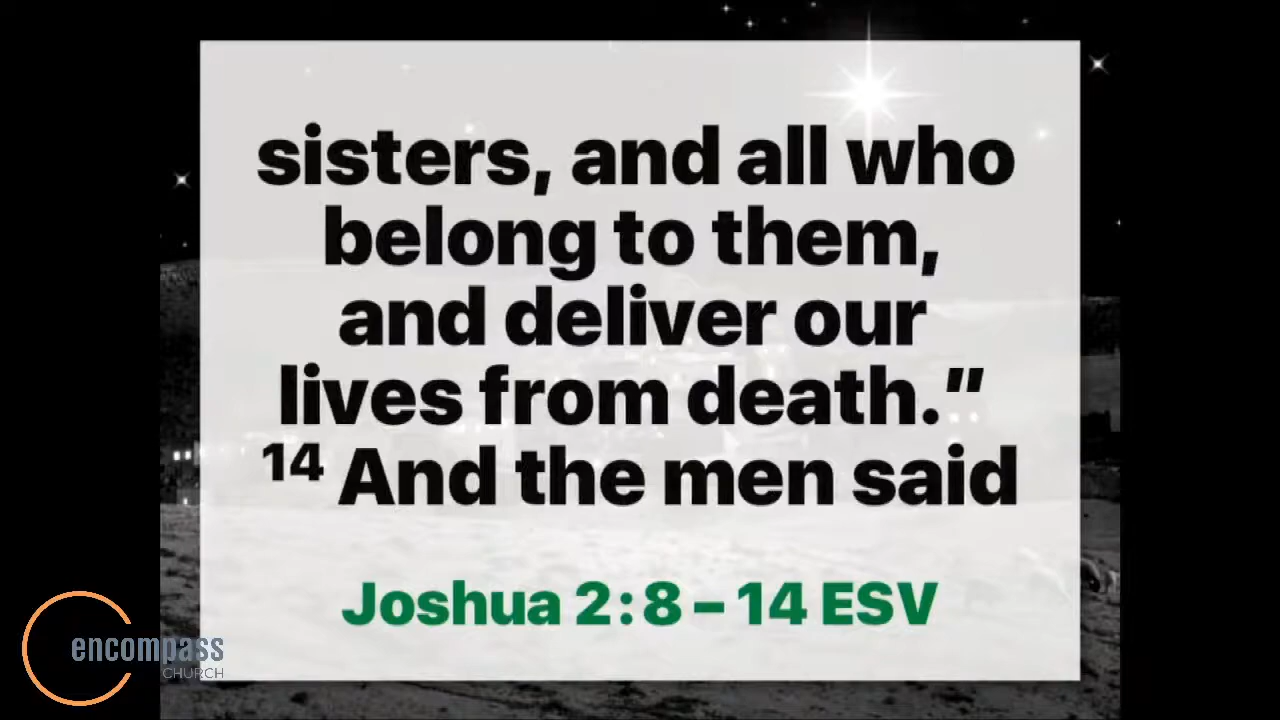 sisters, and all who
belong to them,
and deliver our
lives from death.”
14 And the men said
Joshua 2:8 – 14 ESV
encompass
CHURCH